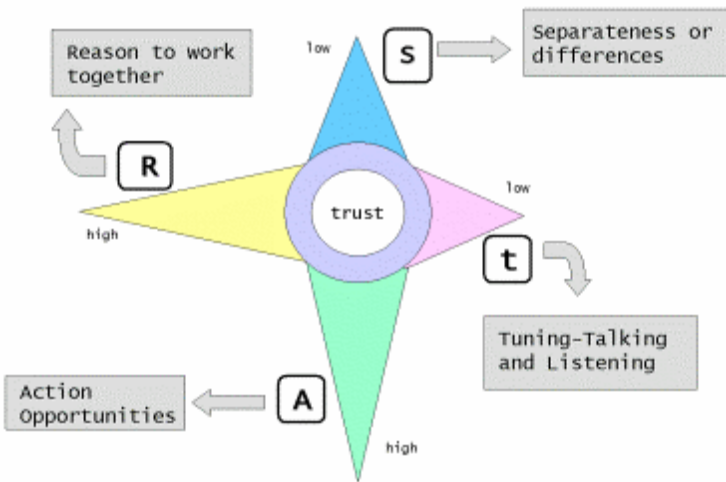 low
S
Separateness or
differences
Reason to work
together
R
high
trust
low
t
Tuning-Talking
and Listening
Action
Opportunities
A
high